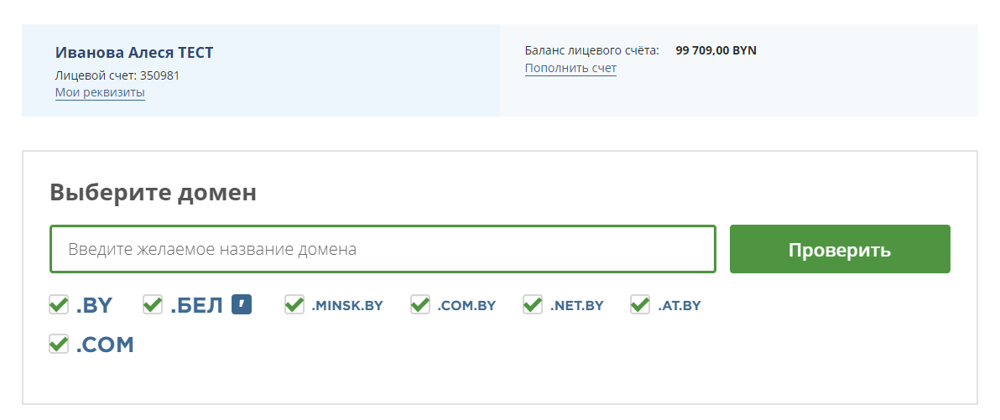 Иванова Алеся ТЕСТ
Лицевой счет: 350981
Мои реквизиты
Баланс лицевого счёта: 99 709,00 BYN
Пополнить счет
Выберите домен
Введите желаемое название домена
Проверить
.BY .БЕЛ ' .MINSK.BY .COM.BY .NET.BY .AT.BY
.COM